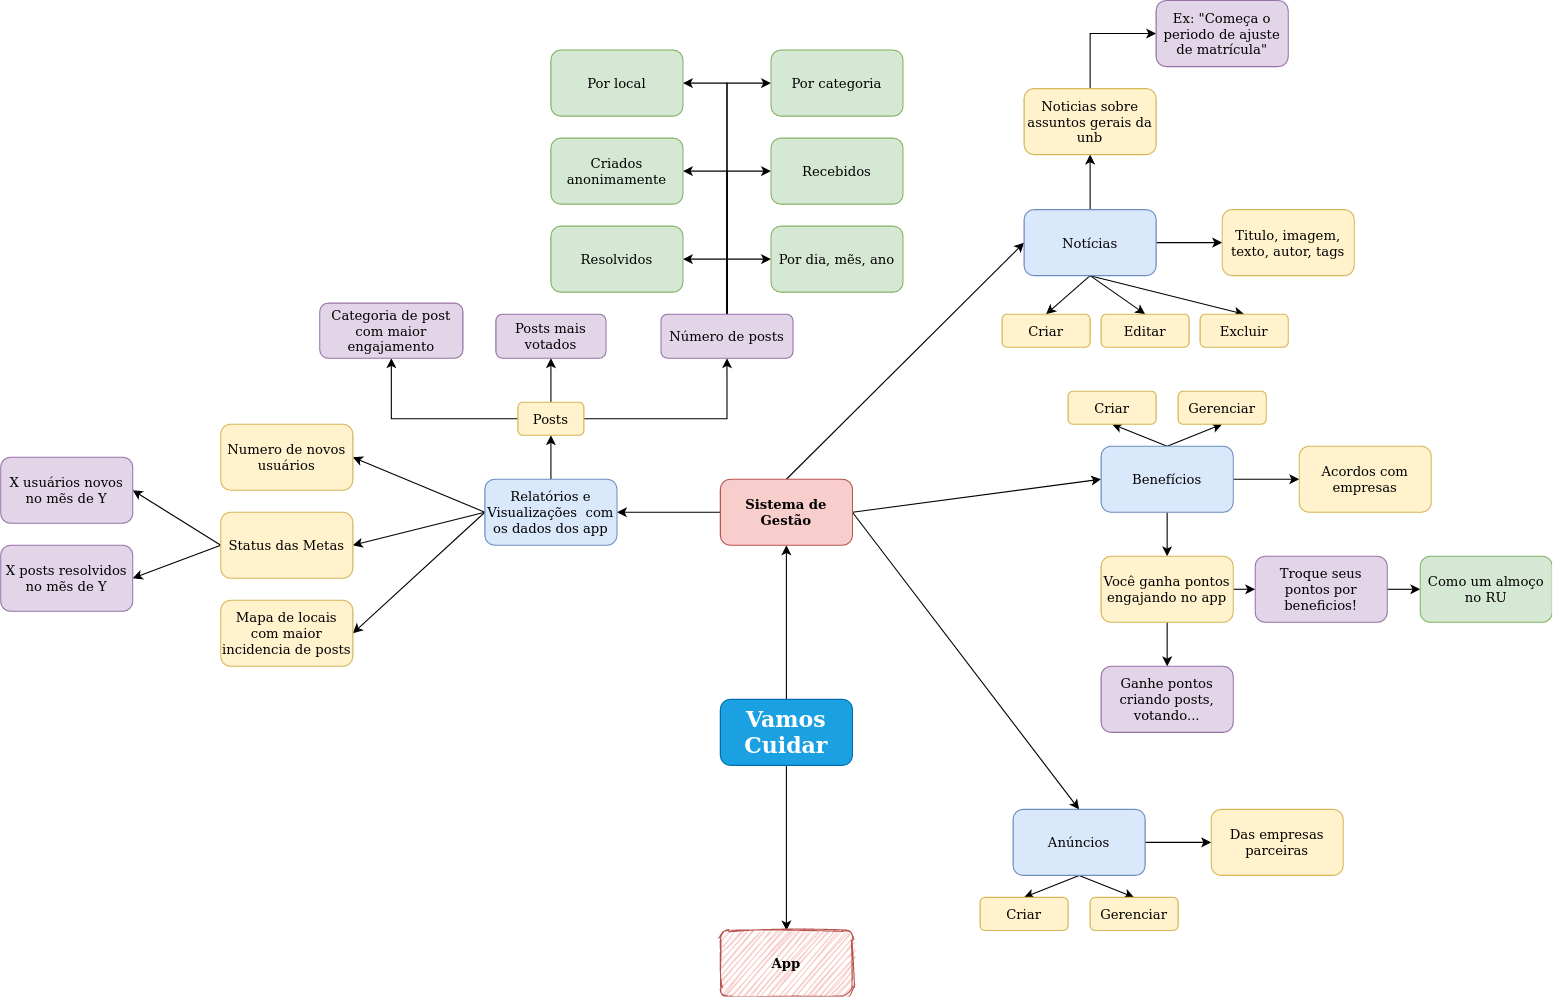 Ex: "Começa o
periodo de ajuste
de matrícula"
Por local
Por categoria
Noticias sobre
assuntos gerais da
unb
Criados
anonimamente
Recebidos
Notícias
Titulo, imagem,
texto, autor, tags
Resolvidos
Por dia, mês, ano
Categoria de post
com maior
engajamento
Posts mais
votados
Número de posts
Criar
Editar
Excluir
Posts
Criar
Gerenciar
Numero de novos
usuários
X usuários novos
no mês de Y
Relatórios e
Visualizações com
os dados dos app
Sistema de
Gestão
Benefícios
Acordos com
empresas
Status das Metas
X posts resolvidos
no mês de Y
Você ganha pontos
engajando no app
Troque seus
pontos por
beneficios!
Como um almoço
no RU
Mapa de locais
com maior
incidencia de posts
Ganhe pontos
criando posts,
votando...
Vamos
Cuidar
Anúncios
Das empresas
parceiras
Criar
Gerenciar
App